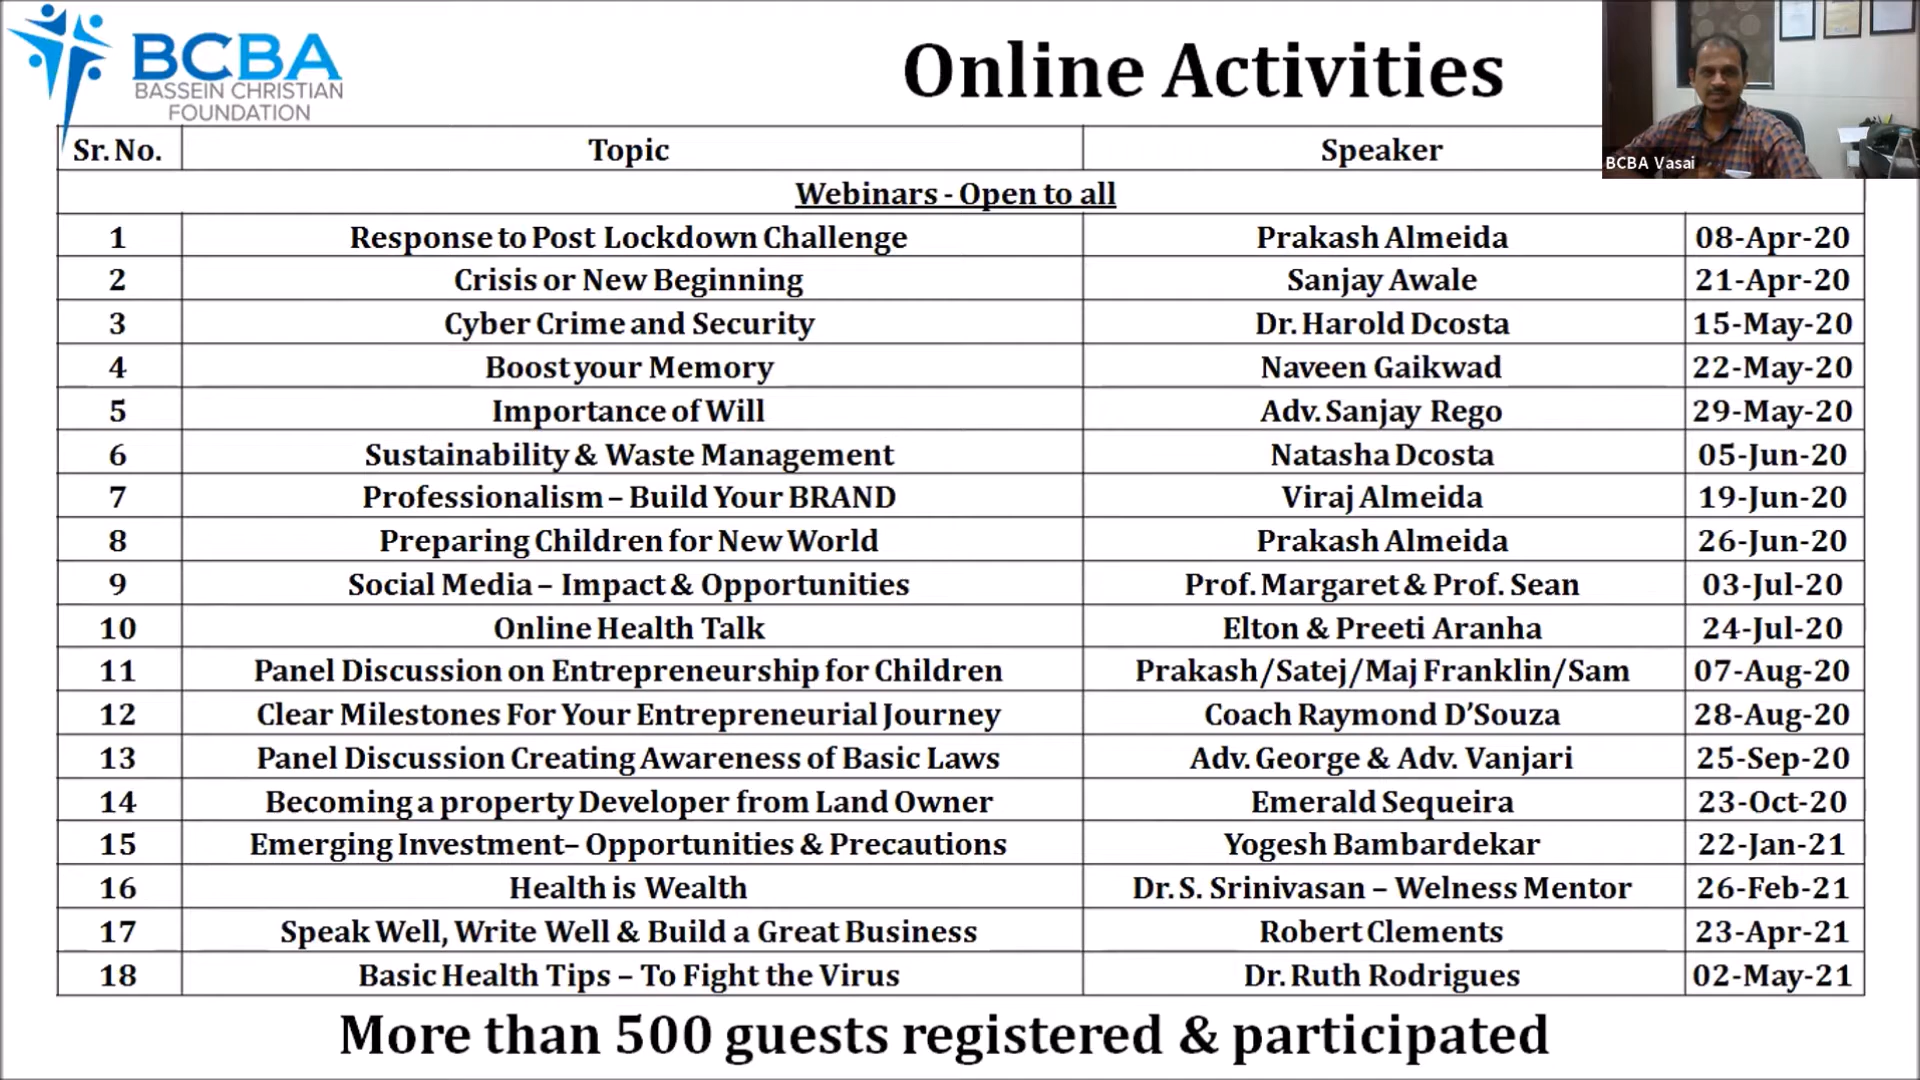 BCBA
BASSEIN CHRISTIAN
FOUNDATION
Online Activities
BCBA Vasai
Sr. No. Topic Speaker
Webinars - Open to all
1 Response to Post Lockdown Challenge Prakash Almeida 08-Apr-20
2 Crisis or New Beginning Sanjay Awale 21-Apr-20
3 Cyber Crime and Security Dr. Harold Dcosta 15-May-20
4 Boost your Memory Naveen Gaikwad 22-May-20
5 Importance of Will Adv. Sanjay Rego 29-May-20
6 Sustainability & Waste Management Natasha Dcosta 05-Jun-20
7 Professionalism – Build Your BRAND Viraj Almeida 19-Jun-20
8 Preparing Children for New World Prakash Almeida 26-Jun-20
9 Social Media – Impact & Opportunities Prof. Margaret & Prof. Sean 03-Jul-20
10 Online Health Talk Elton & Preeti Aranha 24-Jul-20
11 Panel Discussion on Entrepreneurship for Children Prakash/Satej/Maj Franklin/Sam 07-Aug-20
12 Clear Milestones For Your Entrepreneurial Journey Coach Raymond D’Souza 28-Aug-20
13 Panel Discussion Creating Awareness of Basic Laws Adv. George & Adv. Vanjari 25-Sep-20
14 Becoming a property Developer from Land Owner Emerald Sequeira 23-Oct-20
15 Emerging Investment– Opportunities & Precautions Yogesh Bambardekar 22-Jan-21
16 Health is Wealth Dr. S. Srinivasan – Welness Mentor 26-Feb-21
17 Speak Well, Write Well & Build a Great Business Robert Clements 23-Apr-21
18 Basic Health Tips – To Fight the Virus Dr. Ruth Rodrigues 02-May-21
More than 500 guests registered & participated